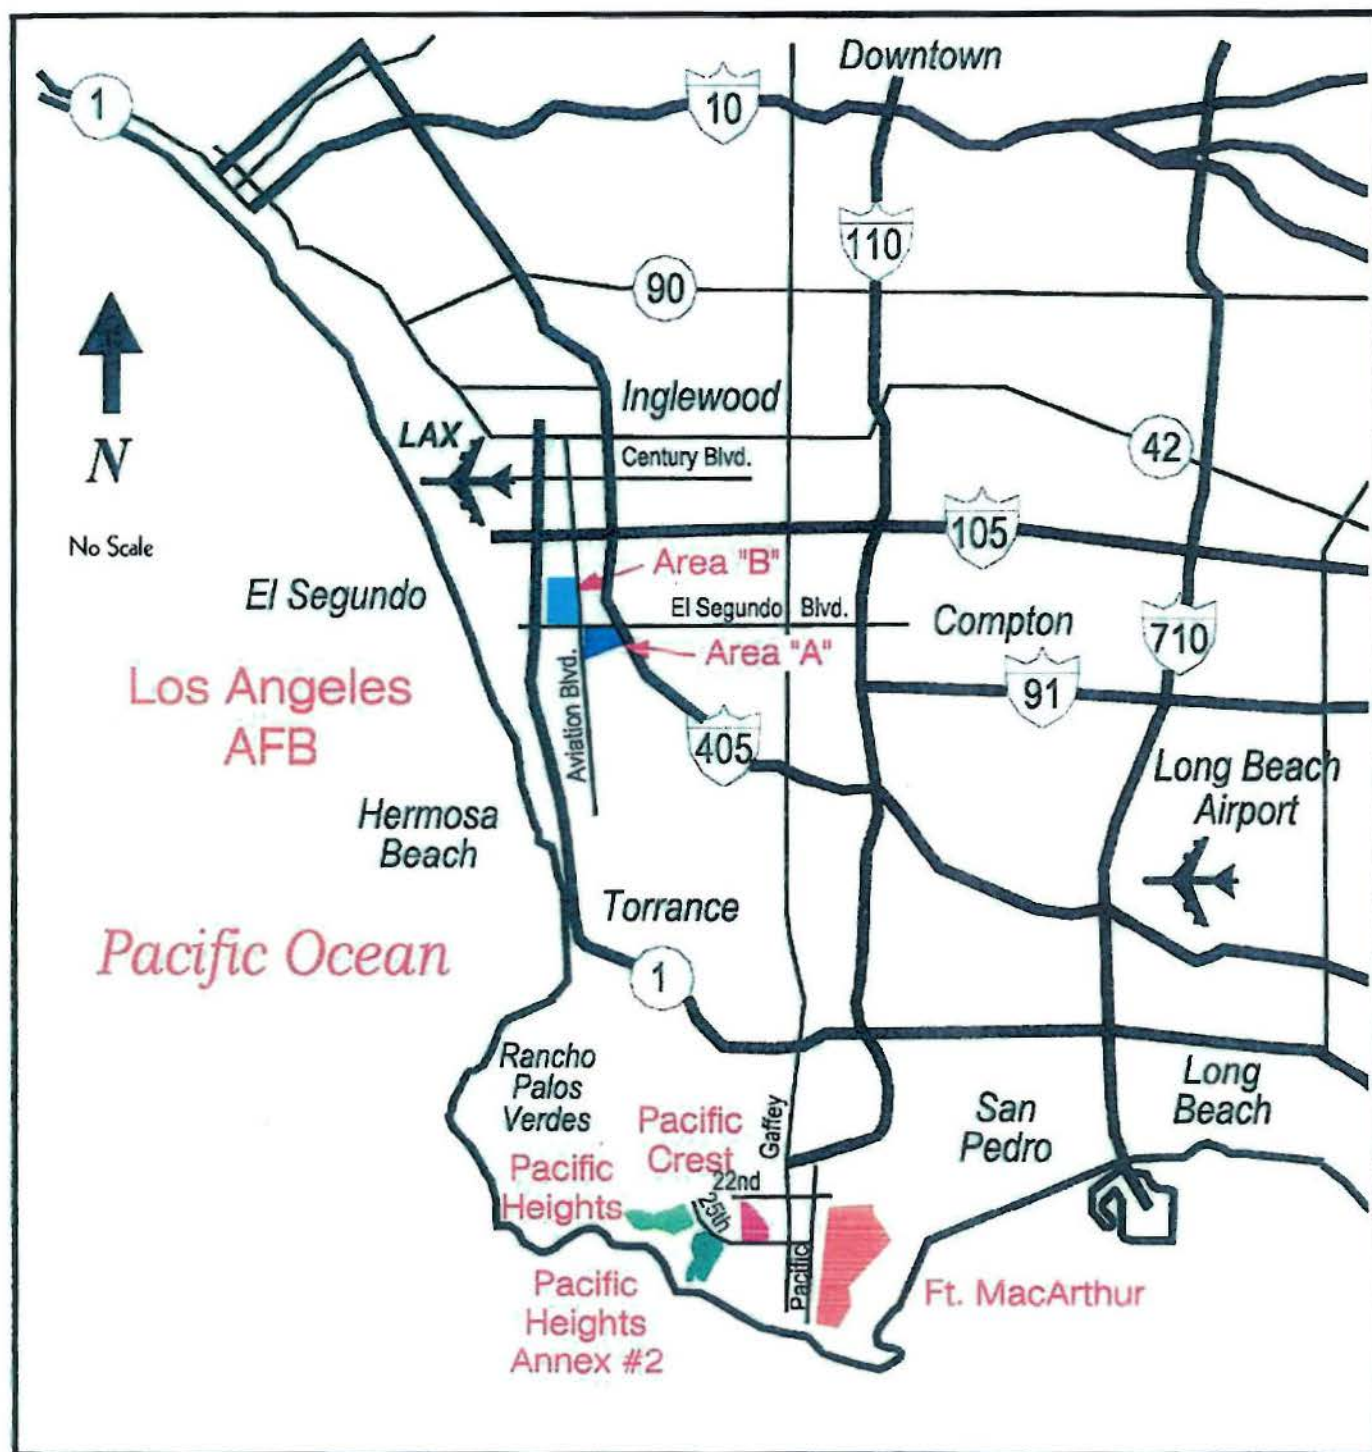 Downtown
1
10
110
90
Inglewood
LAX
Century Blvd.
42
N
No Scale
105
Area "B"
El Segundo
El Segundo Blvd.
Compton
710
Area "A"
Los Angeles
AFB
Aviation Blvd.
91
405
Long Beach
Airport
Hermosa
Beach
Torrance
Pacific Ocean
1
Rancho
Palos
Verdes
Gaffey
Long
Beach
San
Pedro
Pacific
Crest
Pacific
Heights
22nd
25th
Pacific
Ft. MacArthur
Pacific
Heights
Annex #2